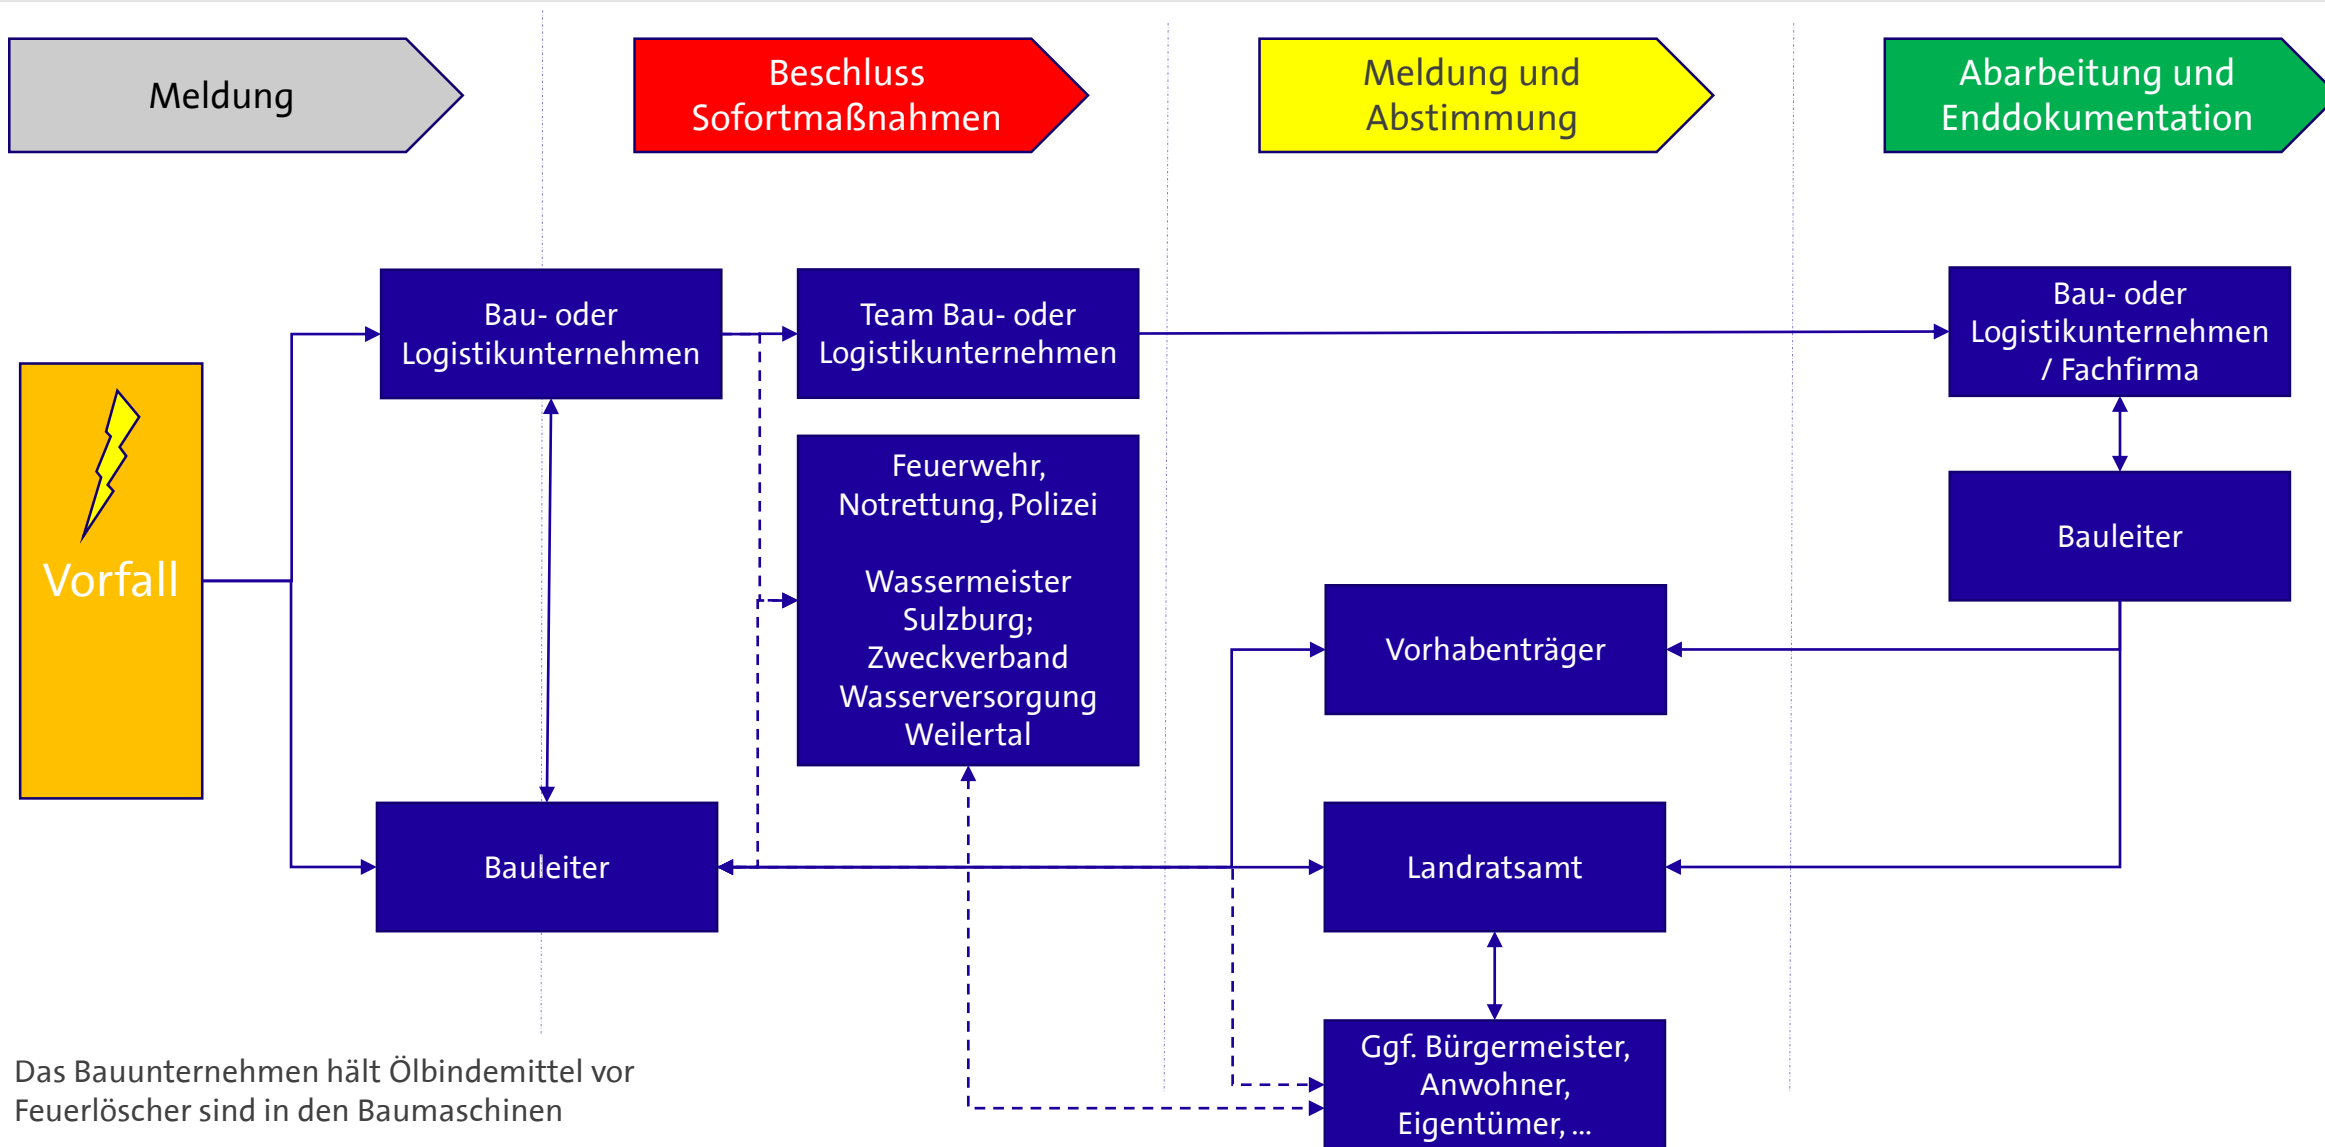 Meldung
Beschluss
Sofortmaßnahmen
Meldung und
Abstimmung
Abarbeitung und
Enddokumentation
Vorfall
Bau- oder
Logistikunternehmen
Bauleiter
Team Bau- oder
Logistikunternehmen
Feuerwehr,
Notrettung, Polizei
Wassermeister
Sulzburg;
Zweckverband
Wasserversorgung
Weilertal
Vorhabenträger
Landratsamt
Ggf. Bürgermeister,
Anwohner,
Eigentümer, ...
Bau- oder
Logistikunternehmen
/ Fachfirma
Bauleiter
Das Bauunternehmen hält Ölbindemittel vor
Feuerlöscher sind in den Baumaschinen